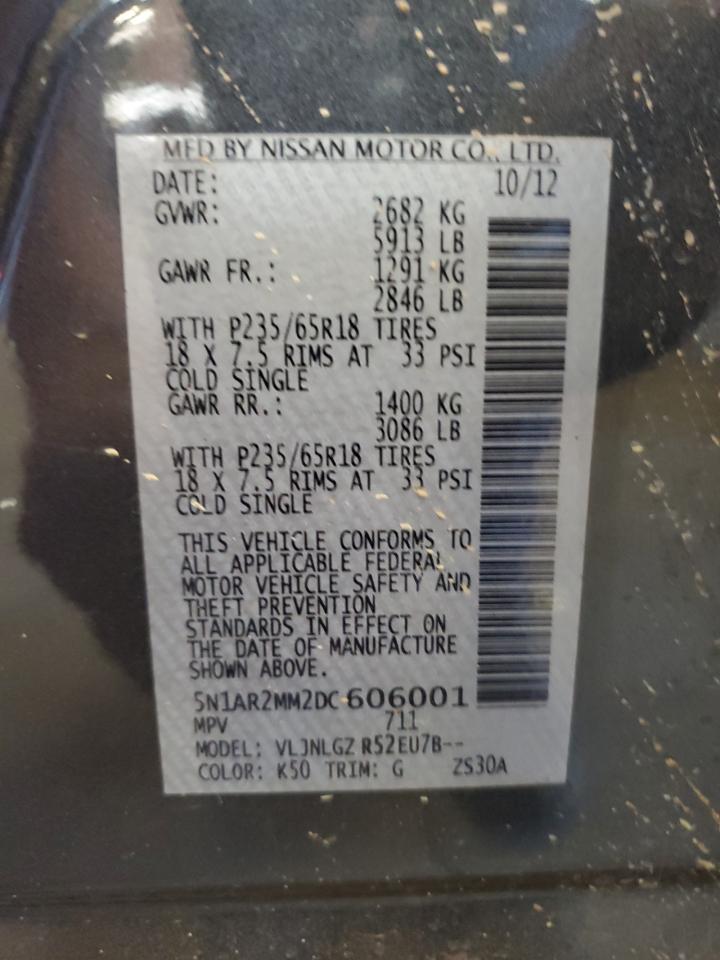 MFD BY NISSAN MOTOR CO., LTD.
DATE: 10/12
GVWR: 2682 KG
5913 LB
GAWR FR.: 1291 KG
2846 LB
WITH P235/65R18 TIRES
18 X 7.5 RIMS AT 33 PSI
COLD SINGLE
GAWR RR.: 1400 KG
3086 LB
WITH P235/65R18 TIRES
18 X 7.5 RIMS AT 33 PSI
COLD SINGLE
THIS VEHICLE CONFORMS TO
ALL APPLICABLE FEDERAL
MOTOR VEHICLE SAFETY AND
THEFT PREVENTION
STANDARDS IN EFFECT ON
THE DATE OF MANUFACTURE
SHOWN ABOVE.
5N1AR2MM2DC 606001
MPV 711
MODEL: VLJNLGZ R52EU7B--
COLOR: K50 TRIM: G ZS30A